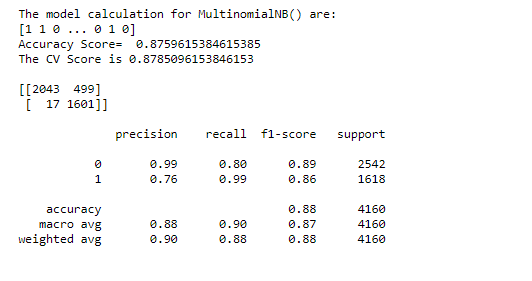 The model calculation for MultinomialNB() are:
[1 1 0 ... 0 1 0]
Accuracy Score= 0.8759615384615385
The CV Score is 0.8785096153846153
[[2043 499]
[ 17 1601]]
precision recall f1-score support
0 0.99 0.80 0.89 2542
1 0.76 0.99 0.86 1618
accuracy 0.88 4160
macro avg 0.88 0.90 0.87 4160
weighted avg 0.90 0.88 0.88 4160